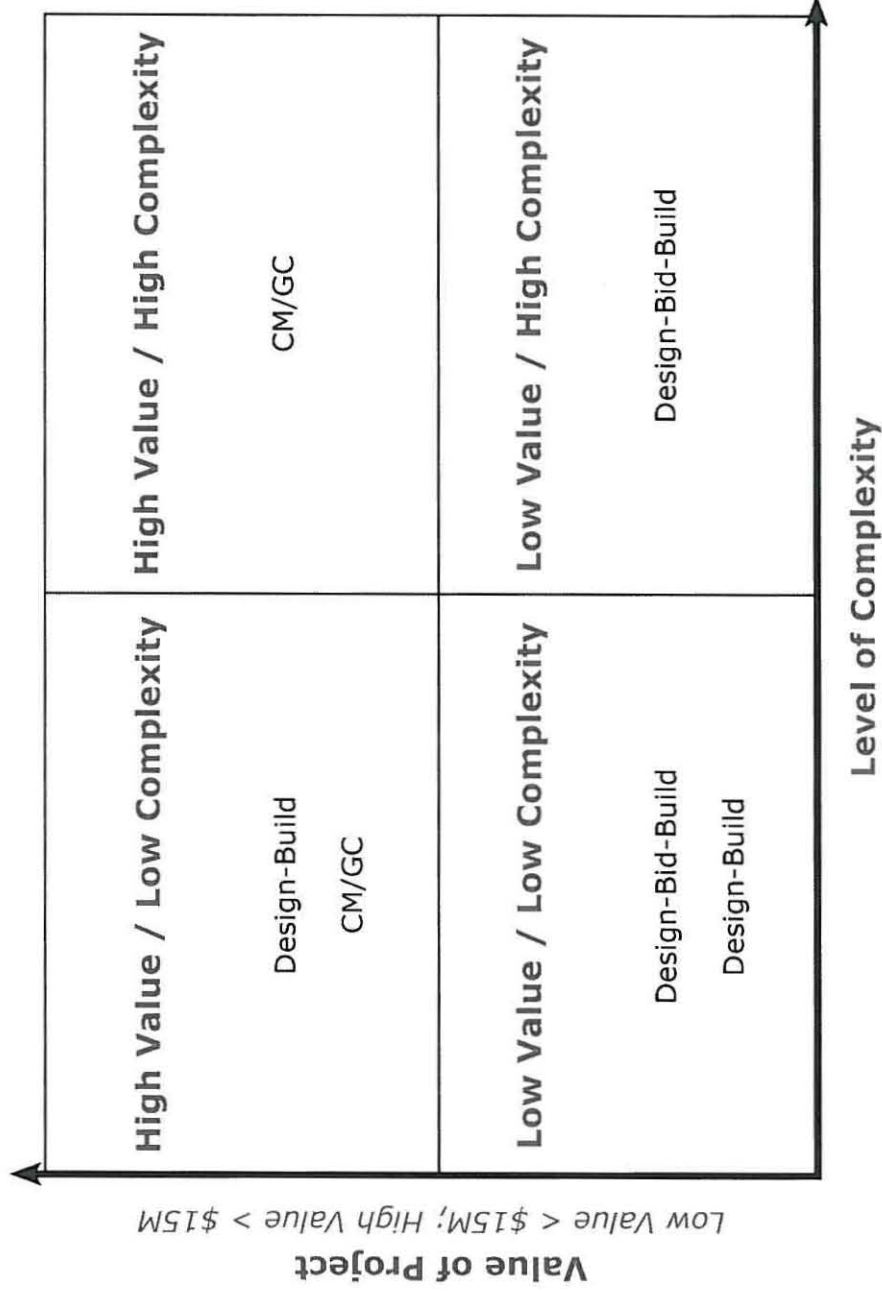 Value of Project
Low Value < $15M; High Value > $15M
High Value / Low Complexity
Design-Build
CM/GC
High Value / High Complexity
CM/GC
Low Value / Low Complexity
Design-Bid-Build
Design-Build
Low Value / High Complexity
Design-Bid-Build
Level of Complexity